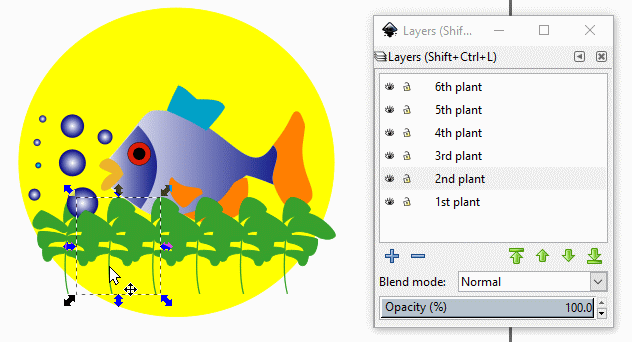 Layers (Shif...
Layers (Shift+Ctrl+L)
6th plant
5th plant
4th plant
3rd plant
2nd plant
1st plant
Blend mode: Normal
Opacity (%) 100.0